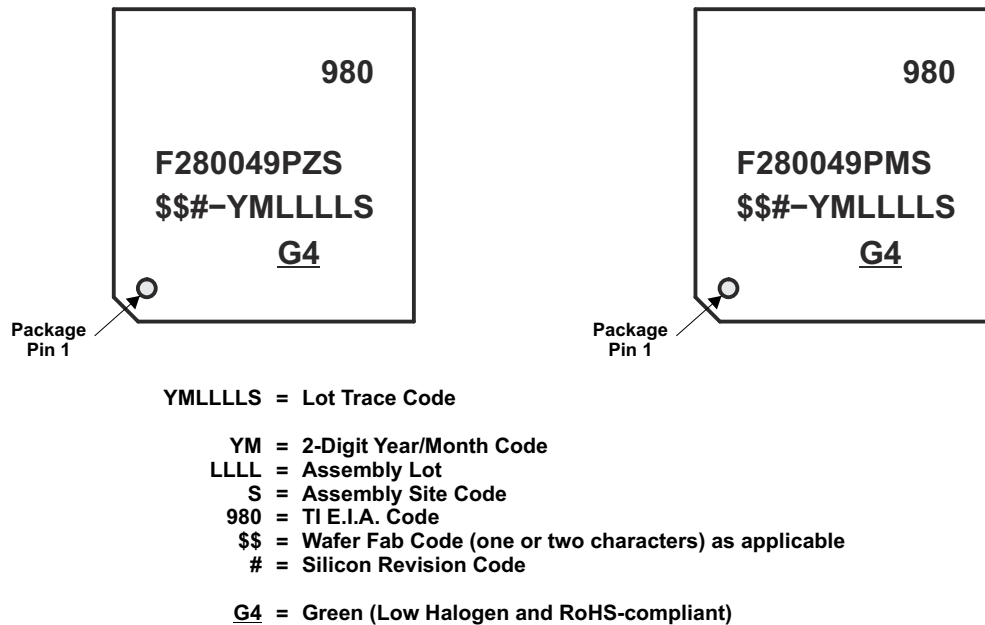 980
F280049PZS
$$#−YMLLLLS
G4
Package
Pin 1
980
F280049PMS
$$#−YMLLLLS
G4
Package
Pin 1
YMLLLLS = Lot Trace Code
YM = 2-Digit Year/Month Code
LLLL = Assembly Lot
S = Assembly Site Code
980 = TI E.I.A. Code
$$ = Wafer Fab Code (one or two characters) as applicable
# = Silicon Revision Code
G4 = Green (Low Halogen and RoHS-compliant)